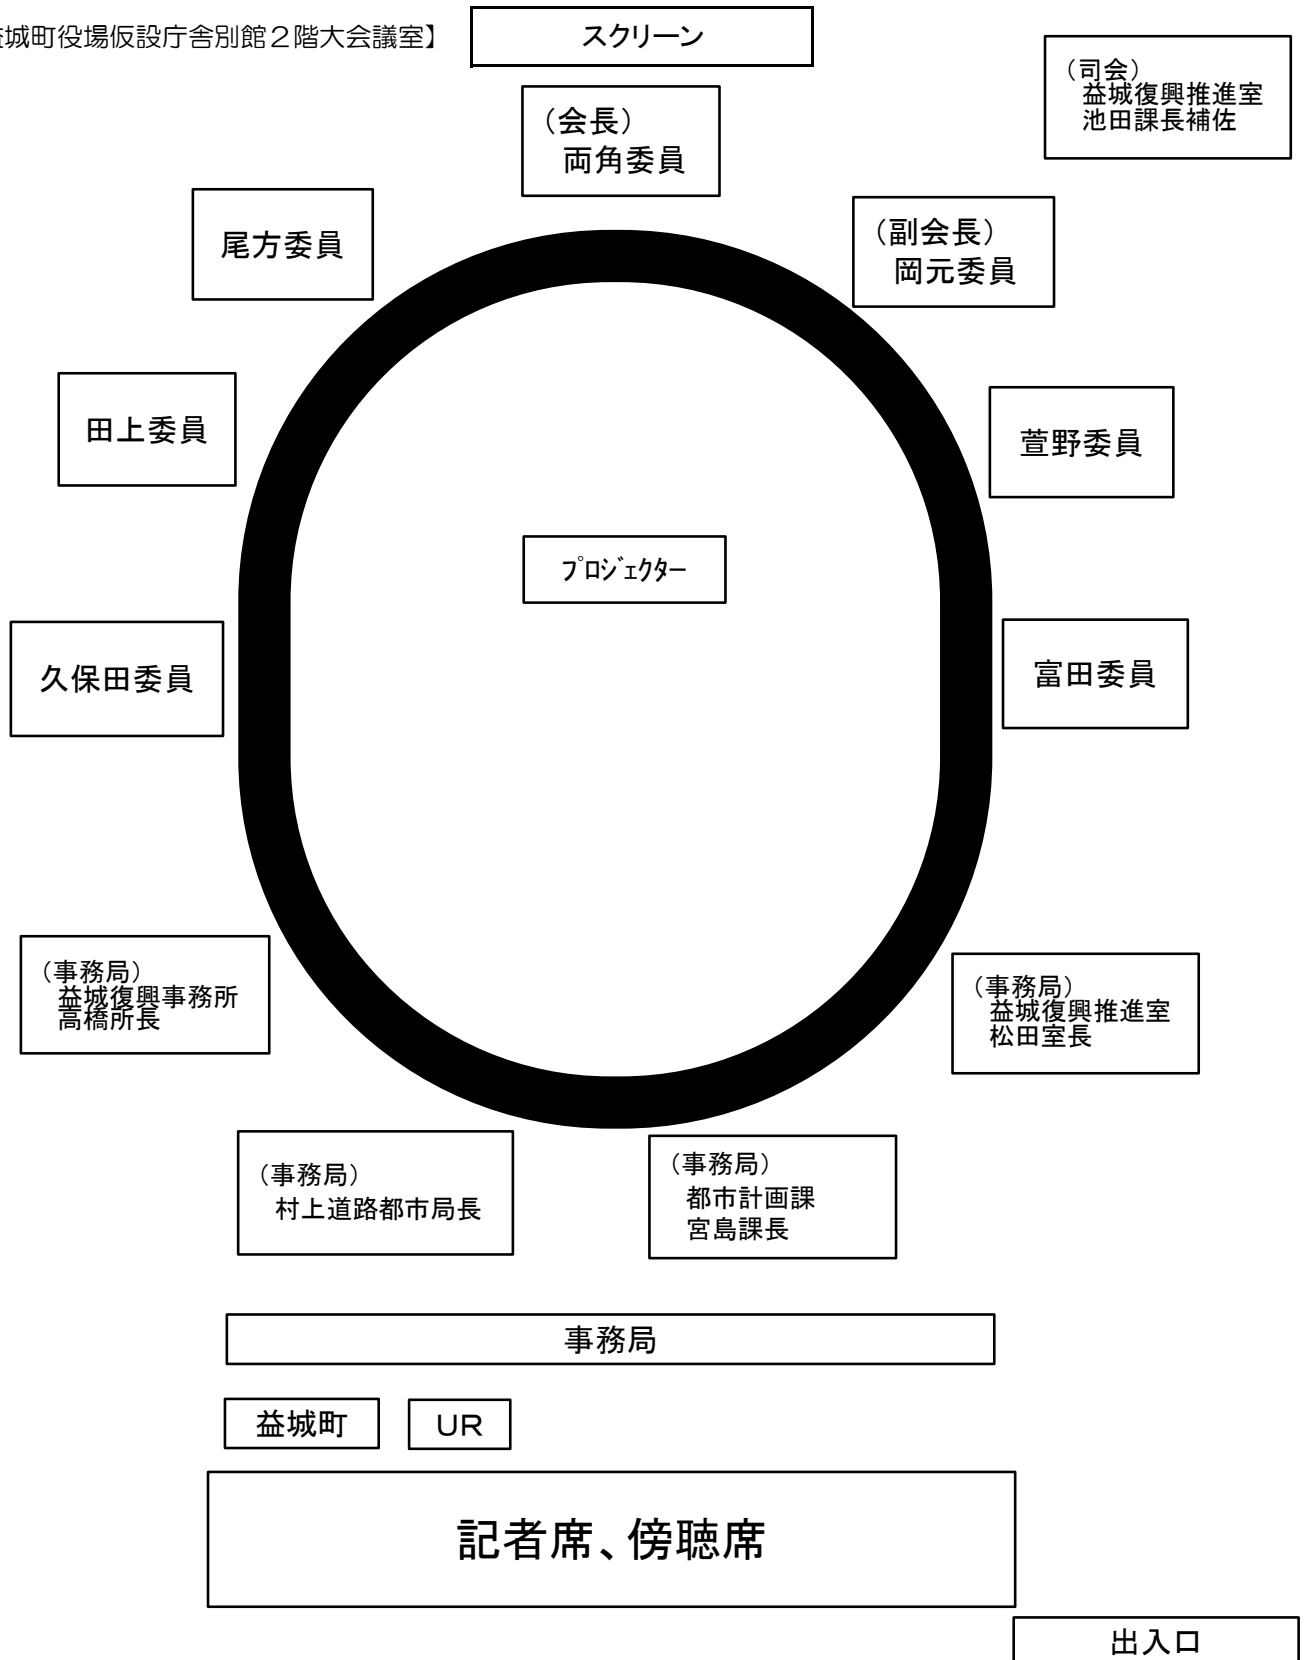 城町役場仮設庁舎別館２階大会議室】
スクリーン
（司会）
益城復興推進室
池田課長補佐
（会長）
両角委員
尾方委員
（副会長）
岡元委員
田上委員
萱野委員
ﾌﾟﾛｼﾞｪｸﾀｰ
久保田委員
富田委員
（事務局）
益城復興事務所
高橋所長
（事務局）
益城復興推進室
松田室長
（事務局）
村上道路都市局長
（事務局）
都市計画課
宮島課長
事務局
益城町
ＵＲ
記者席、傍聴席
出入口